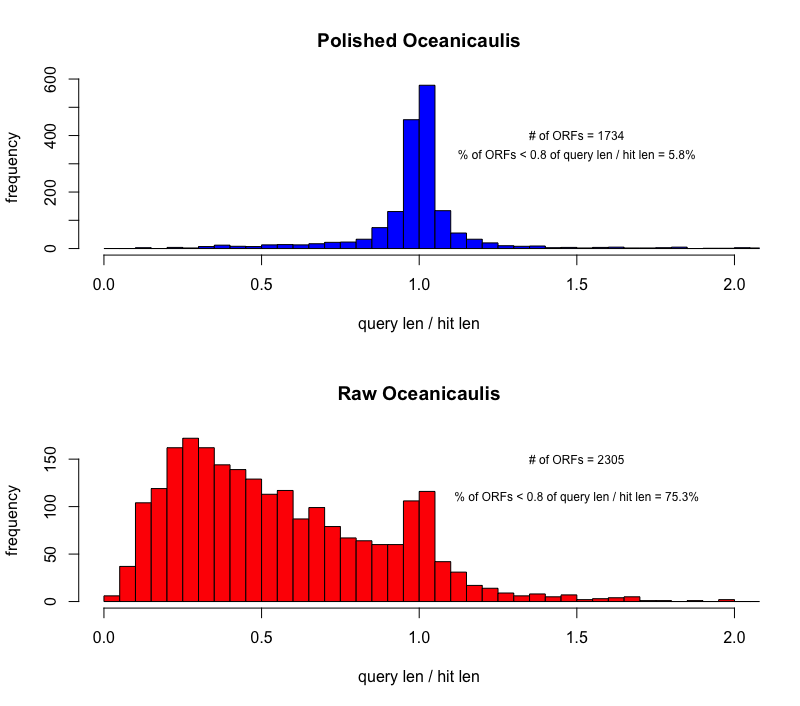 Polished Oceanicaulis
600
400
200
0
frequency
# of ORFs = 1734
% of ORFs < 0.8 of query len / hit len = 5.8%
0.0 0.5 1.0 1.5 2.0
query len / hit len
Raw Oceanicaulis
150
100
50
0
frequency
# of ORFs = 2305
% of ORFs < 0.8 of query len / hit len = 75.3%
0.0 0.5 1.0 1.5 2.0
query len / hit len